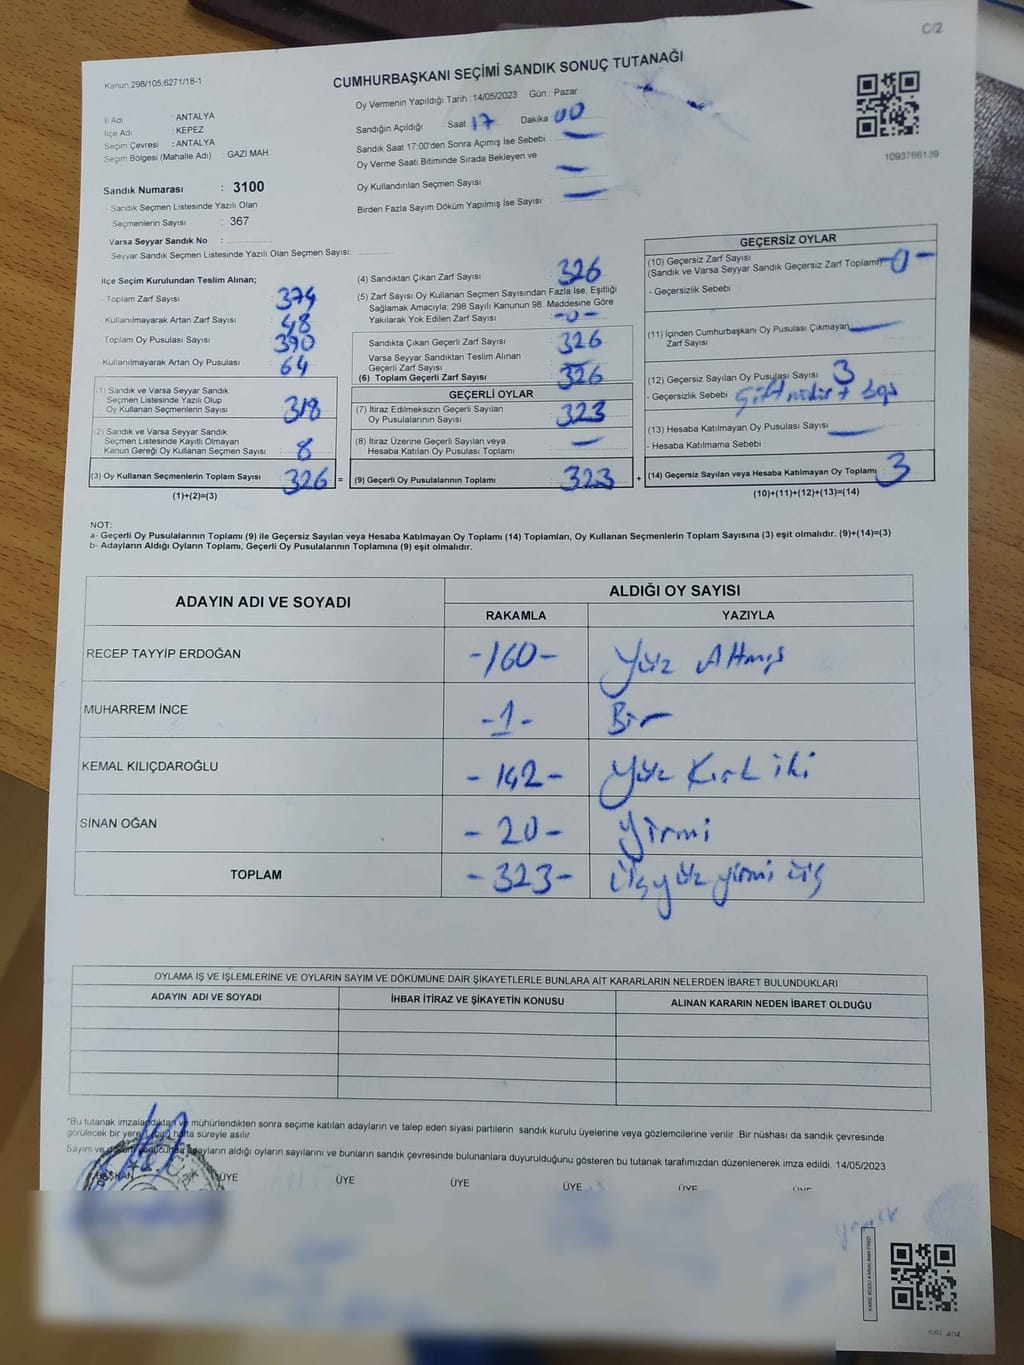 C/2
Kanun:298/105;6271/18-1
CUMHURBAŞKANI SEÇİMİ SANDIK SONUÇ TUTANAĞI
Oy Vermenin Yapıldığı Tarih : 14/05/2023 Gün : Pazar
İl Adı : ANTALYA
İlçe Adı : KEPEZ
Seçim Çevresi : ANTALYA
Seçim Bölgesi (Mahalle Adı) : GAZİ MAH.
Sandık Numarası : 3100
Sandık Seçmen Listesinde Yazılı Olan
Seçmenlerin Sayısı : 367
Varsa Seyyar Sandık No :
Seyyar Sandık Seçmen Listesinde Yazılı Olan Seçmen Sayısı:
Sandığın Açıldığı Saat 17 Dakika 00
Sandık Saat 17:00'den Sonra Açımış İse Sebebi : —
Oy Verme Saati Bitiminde Sırada Bekleyen ve
Oy Kullandırılan Seçmen Sayısı : —
Birden Fazla Sayım Döküm Yapılmış İse Sayısı : —
1093766139
İlçe Seçim Kurulundan Teslim Alınan;
Toplam Zarf Sayısı : 374
Kullanılmayarak Artan Zarf Sayısı : 48
Toplam Oy Pusulası Sayısı : 390
Kullanılmayarak Artan Oy Pusulası : 64
(1) Sandık ve Varsa Seyyar Sandık
Seçmen Listesinde Yazılı Olup
Oy Kullanan Seçmenlerin Sayısı : 318
(2) Sandık ve Varsa Seyyar Sandık
Seçmen Listesinde Kayıtlı Olmayan
Kanun Gereği Oy Kullanan Seçmen Sayısı : 8
(3) Oy Kullanan Seçmenlerin Toplam Sayısı : 326 =
(1)+(2)=(3)
(4) Sandıktan Çıkan Zarf Sayısı : 326
(5) Zarf Sayısı Oy Kullanan Seçmen Sayısından Fazla İse, Eşitliği
Sağlamak Amacıyla, 298 Sayılı Kanunun 98. Maddesine Göre
Yakılarak Yok Edilen Zarf Sayısı : -0-
Sandıkta Çıkan Geçerli Zarf Sayısı : 326
Varsa Seyyar Sandıktan Teslim Alınan
Geçerli Zarf Sayısı : —
(6) Toplam Geçerli Zarf Sayısı : 326
GEÇERLİ OYLAR
(7) İtiraz Edilmeksizin Geçerli Sayılan
Oy Pusulalarının Sayısı : 323
(8) İtiraz Üzerine Geçerli Sayılan veya
Hesaba Katılan Oy Pusulası Toplamı : —
(9) Geçerli Oy Pusulalarının Toplamı : 323 +
GEÇERSİZ OYLAR
(10) Geçersiz Zarf Sayısı
(Sandık ve Varsa Seyyar Sandık Geçersiz Zarf Toplamı) -0-
- Geçersizlik Sebebi :
(11) İçinden Cumhurbaşkanı Oy Pusulası Çıkmayan
Zarf Sayısı —
(12) Geçersiz Sayılan Oy Pusulası Sayısı : 3
- Geçersizlik Sebebi :
(13) Hesaba Katılmayan Oy Pusulası Sayısı —
- Hesaba Katılmama Sebebi :
(14) Geçersiz Sayılan veya Hesaba Katılmayan Oy Toplamı 3
(10)+(11)+(12)+(13)=(14)
NOT:
a- Geçerli Oy Pusulalarının Toplamı (9) ile Geçersiz Sayılan veya Hesaba Katılmayan Oy Toplamı (14) Toplamları, Oy Kullanan Seçmenlerin Toplam Sayısına (3) eşit olmalıdır. (9)+(14)=(3)
b- Adayların Aldığı Oyların Toplamı, Geçerli Oy Pusulalarının Toplamına (9) eşit olmalıdır.
ADAYIN ADI VE SOYADI
ALDIĞI OY SAYISI
RAKAMLA YAZIYLA
RECEP TAYYİP ERDOĞAN -160- Yüz Altmış
MUHARREM İNCE -1- Bir
KEMAL KILIÇDAROĞLU -142- Yüz Kırk iki
SİNAN OĞAN -20- Yirmi
TOPLAM -323- Üçyüz yirmi üç
OYLAMA İŞ VE İŞLEMLERİNE VE OYLARIN SAYIM VE DÖKÜMÜNE DAİR ŞİKAYETLERLE BUNLARA AİT KARARLARIN NELERDEN İBARET BULUNDUKLARI
ADAYIN ADI VE SOYADI İHBAR İTİRAZ VE ŞİKAYETİN KONUSU ALINAN KARARIN NEDEN İBARET OLDUĞU
*Bu tutanak imzalandıktan ve mühürlendikten sonra seçime katılan adayların ve talep eden siyasi partilerin sandık kurulu üyelerine veya gözlemcilerine verilir. Bir nüshası da sandık çevresinde
görülecek bir yere bir hafta süreyle asılır.
Sayım ve döküm sonucunda adayların aldığı oyların sayılarını ve bunların sandık çevresinde bulunanlara duyurulduğunu gösteren bu tutanak tarafımızdan düzenlenerek imza edildi. 14/05/2023
BAŞKAN ÜYE ÜYE ÜYE ÜYE ÜYE ÜYE
KARE KODU KARALAMAYINIZ!